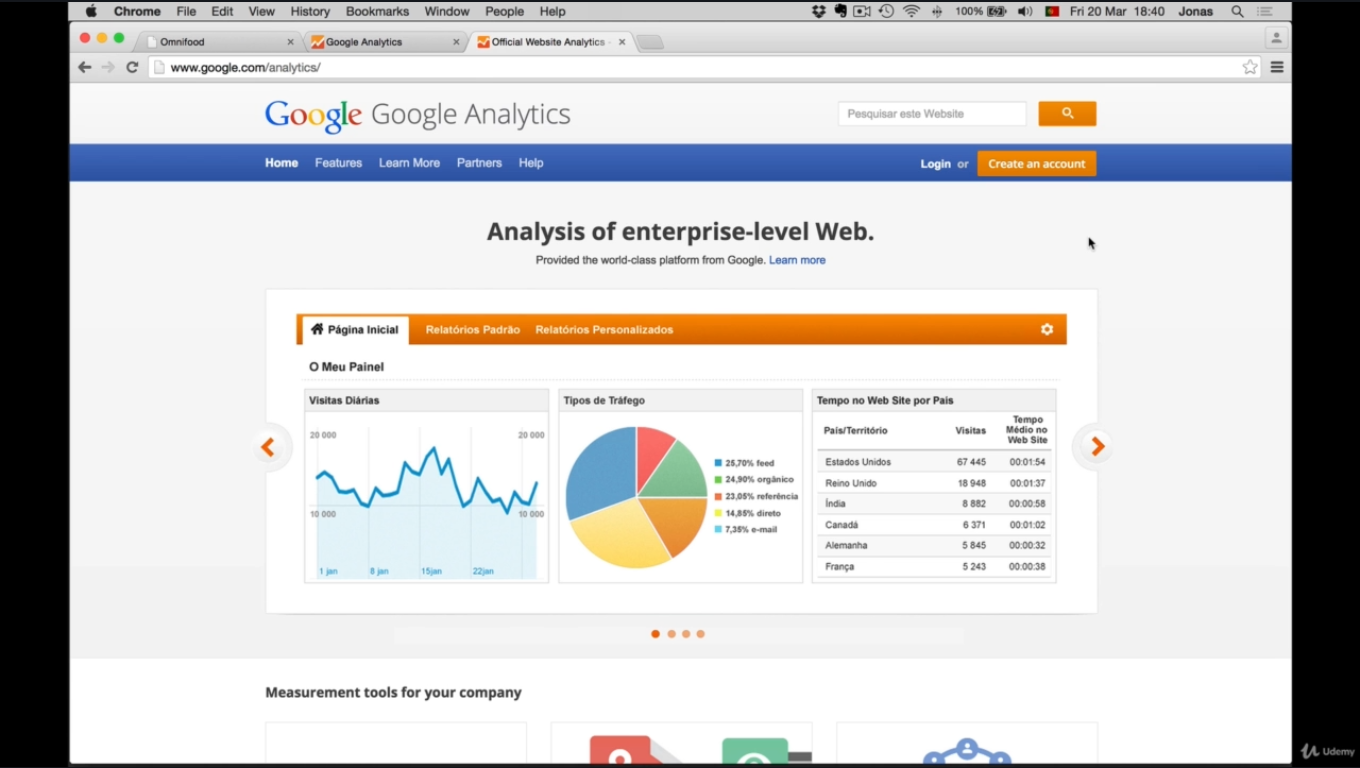 Chrome File Edit View History Bookmarks Window People Help 100% Fri 20 Mar 18:40 Jonas
Omnifood Google Analytics Official Website Analytics -
www.google.com/analytics/
Google Google Analytics
Pesquisar este Website
Home Features Learn More Partners Help Login or Create an account
Analysis of enterprise-level Web.
Provided the world-class platform from Google. Learn more
Página Inicial Relatórios Padrão Relatórios Personalizados
O Meu Painel
Visitas Diárias
20 000 20 000
10 000 10 000
1 jan 8 jan 15jan 22jan
Tipos de Tráfego
25,70% feed
24,90% orgânico
23,05% referência
14,85% direto
7,35% e-mail
Tempo no Web Site por País
País/Território Visitas Tempo Médio no Web Site
Estados Unidos 67 445 00:01:54
Reino Unido 18 948 00:01:37
Índia 8 882 00:00:58
Canadá 6 371 00:01:02
Alemanha 5 845 00:00:32
França 5 243 00:00:38
Measurement tools for your company
Udemy